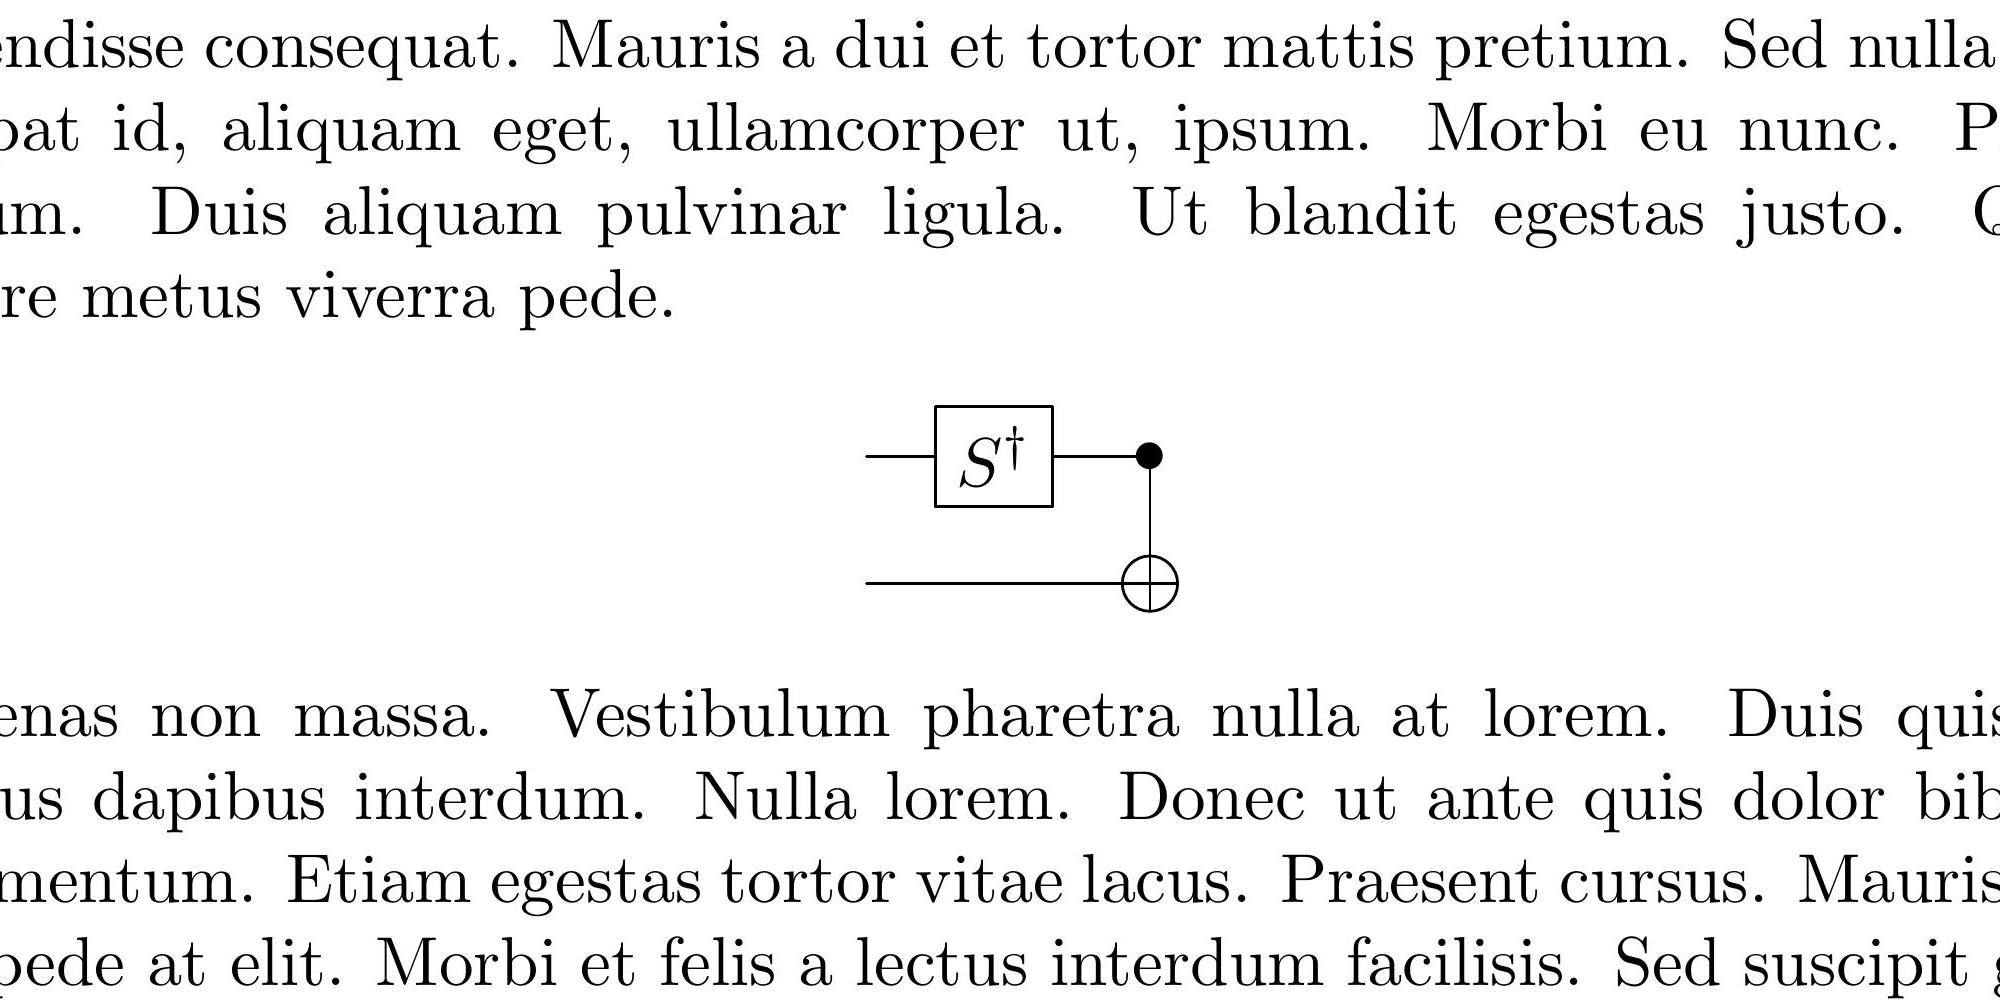 endisse consequat. Mauris a dui et tortor mattis pretium. Sed nulla
pat id, aliquam eget, ullamcorper ut, ipsum. Morbi eu nunc. P
um. Duis aliquam pulvinar ligula. Ut blandit egestas justo. Q
re metus viverra pede.
S†
enas non massa. Vestibulum pharetra nulla at lorem. Duis quis
us dapibus interdum. Nulla lorem. Donec ut ante quis dolor bib
mentum. Etiam egestas tortor vitae lacus. Praesent cursus. Mauris
pede at elit. Morbi et felis a lectus interdum facilisis. Sed suscipit g